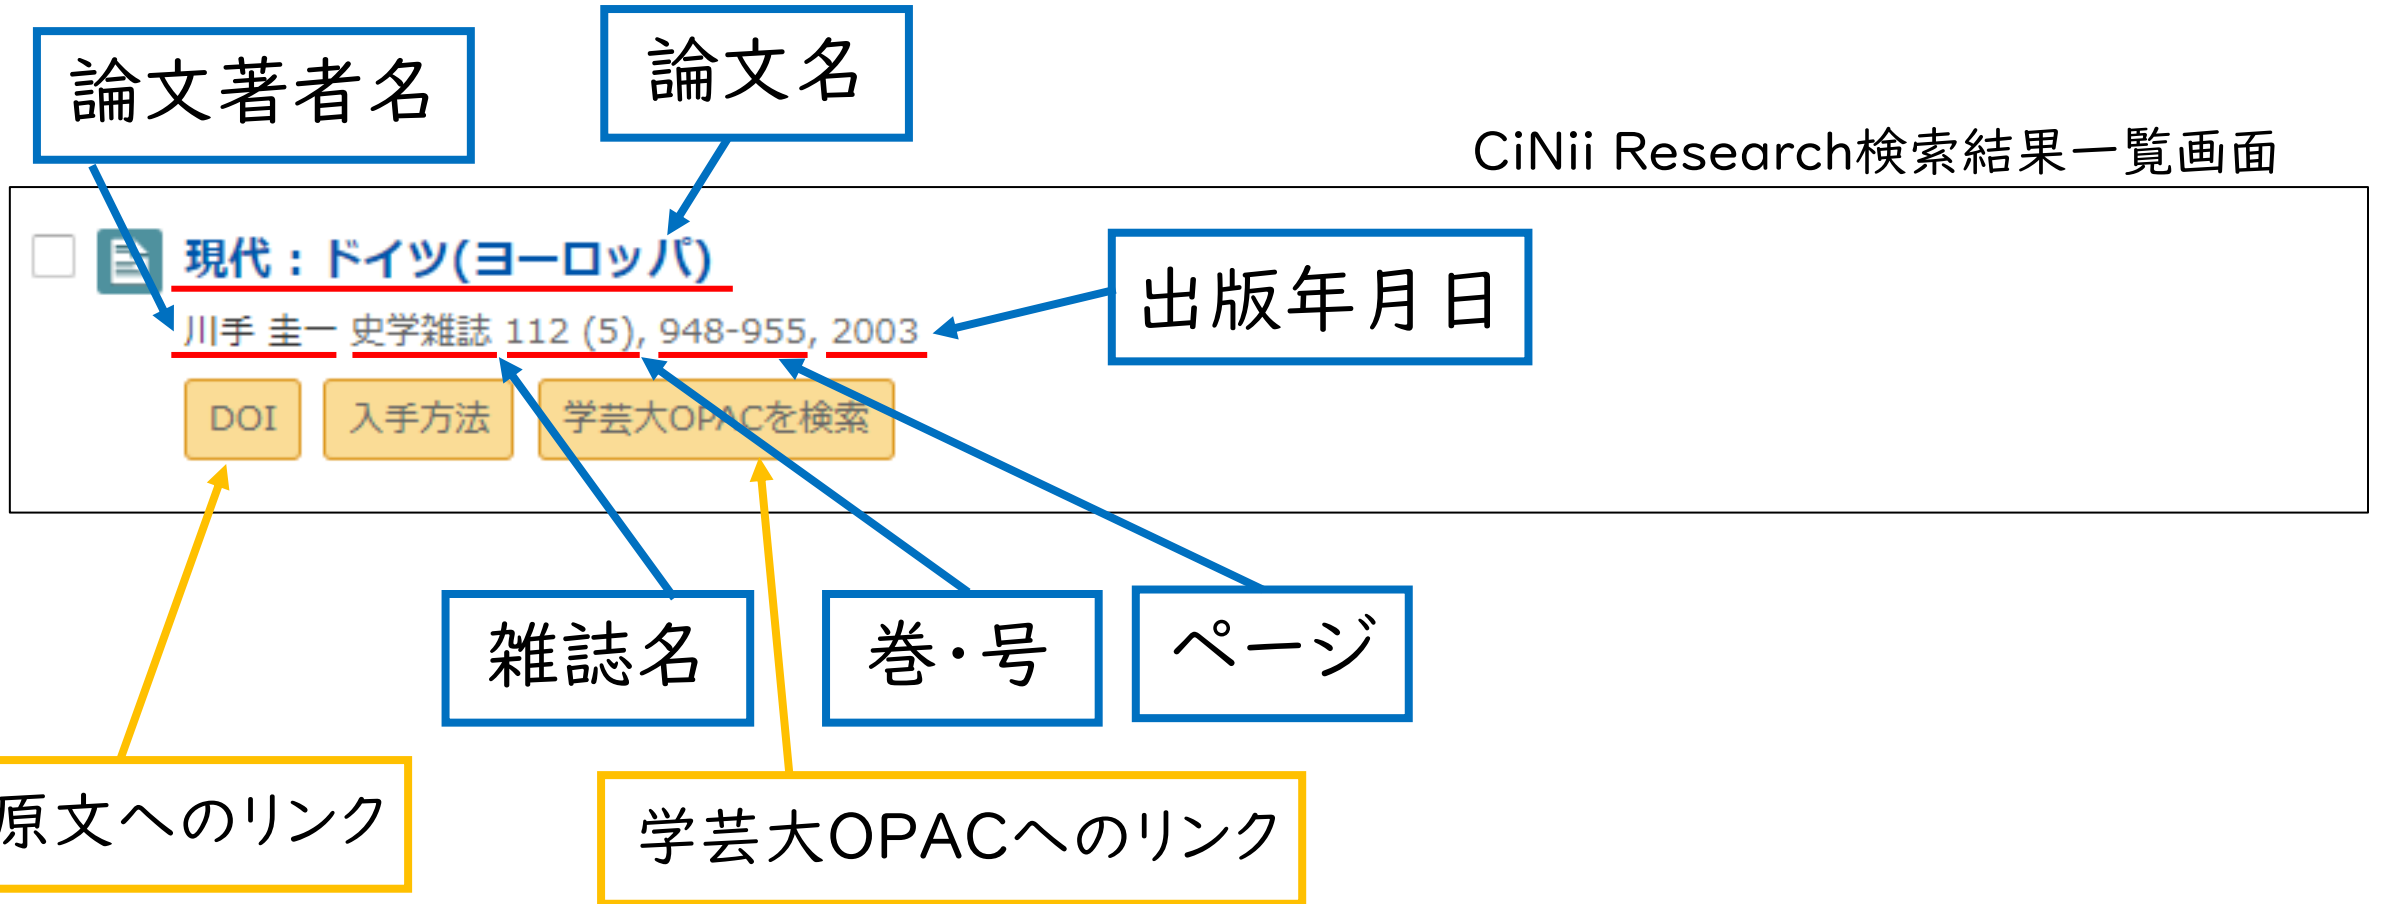 論文著者名
論文名
CiNii Research検索結果一覧画面
現代：ドイツ(ヨーロッパ)
出版年月日
川手 圭一 史学雑誌 112 (5), 948-955, 2003
DOI
入手方法
学芸大OPACを検索
雑誌名
巻・号
ページ
原文へのリンク
学芸大OPACへのリンク